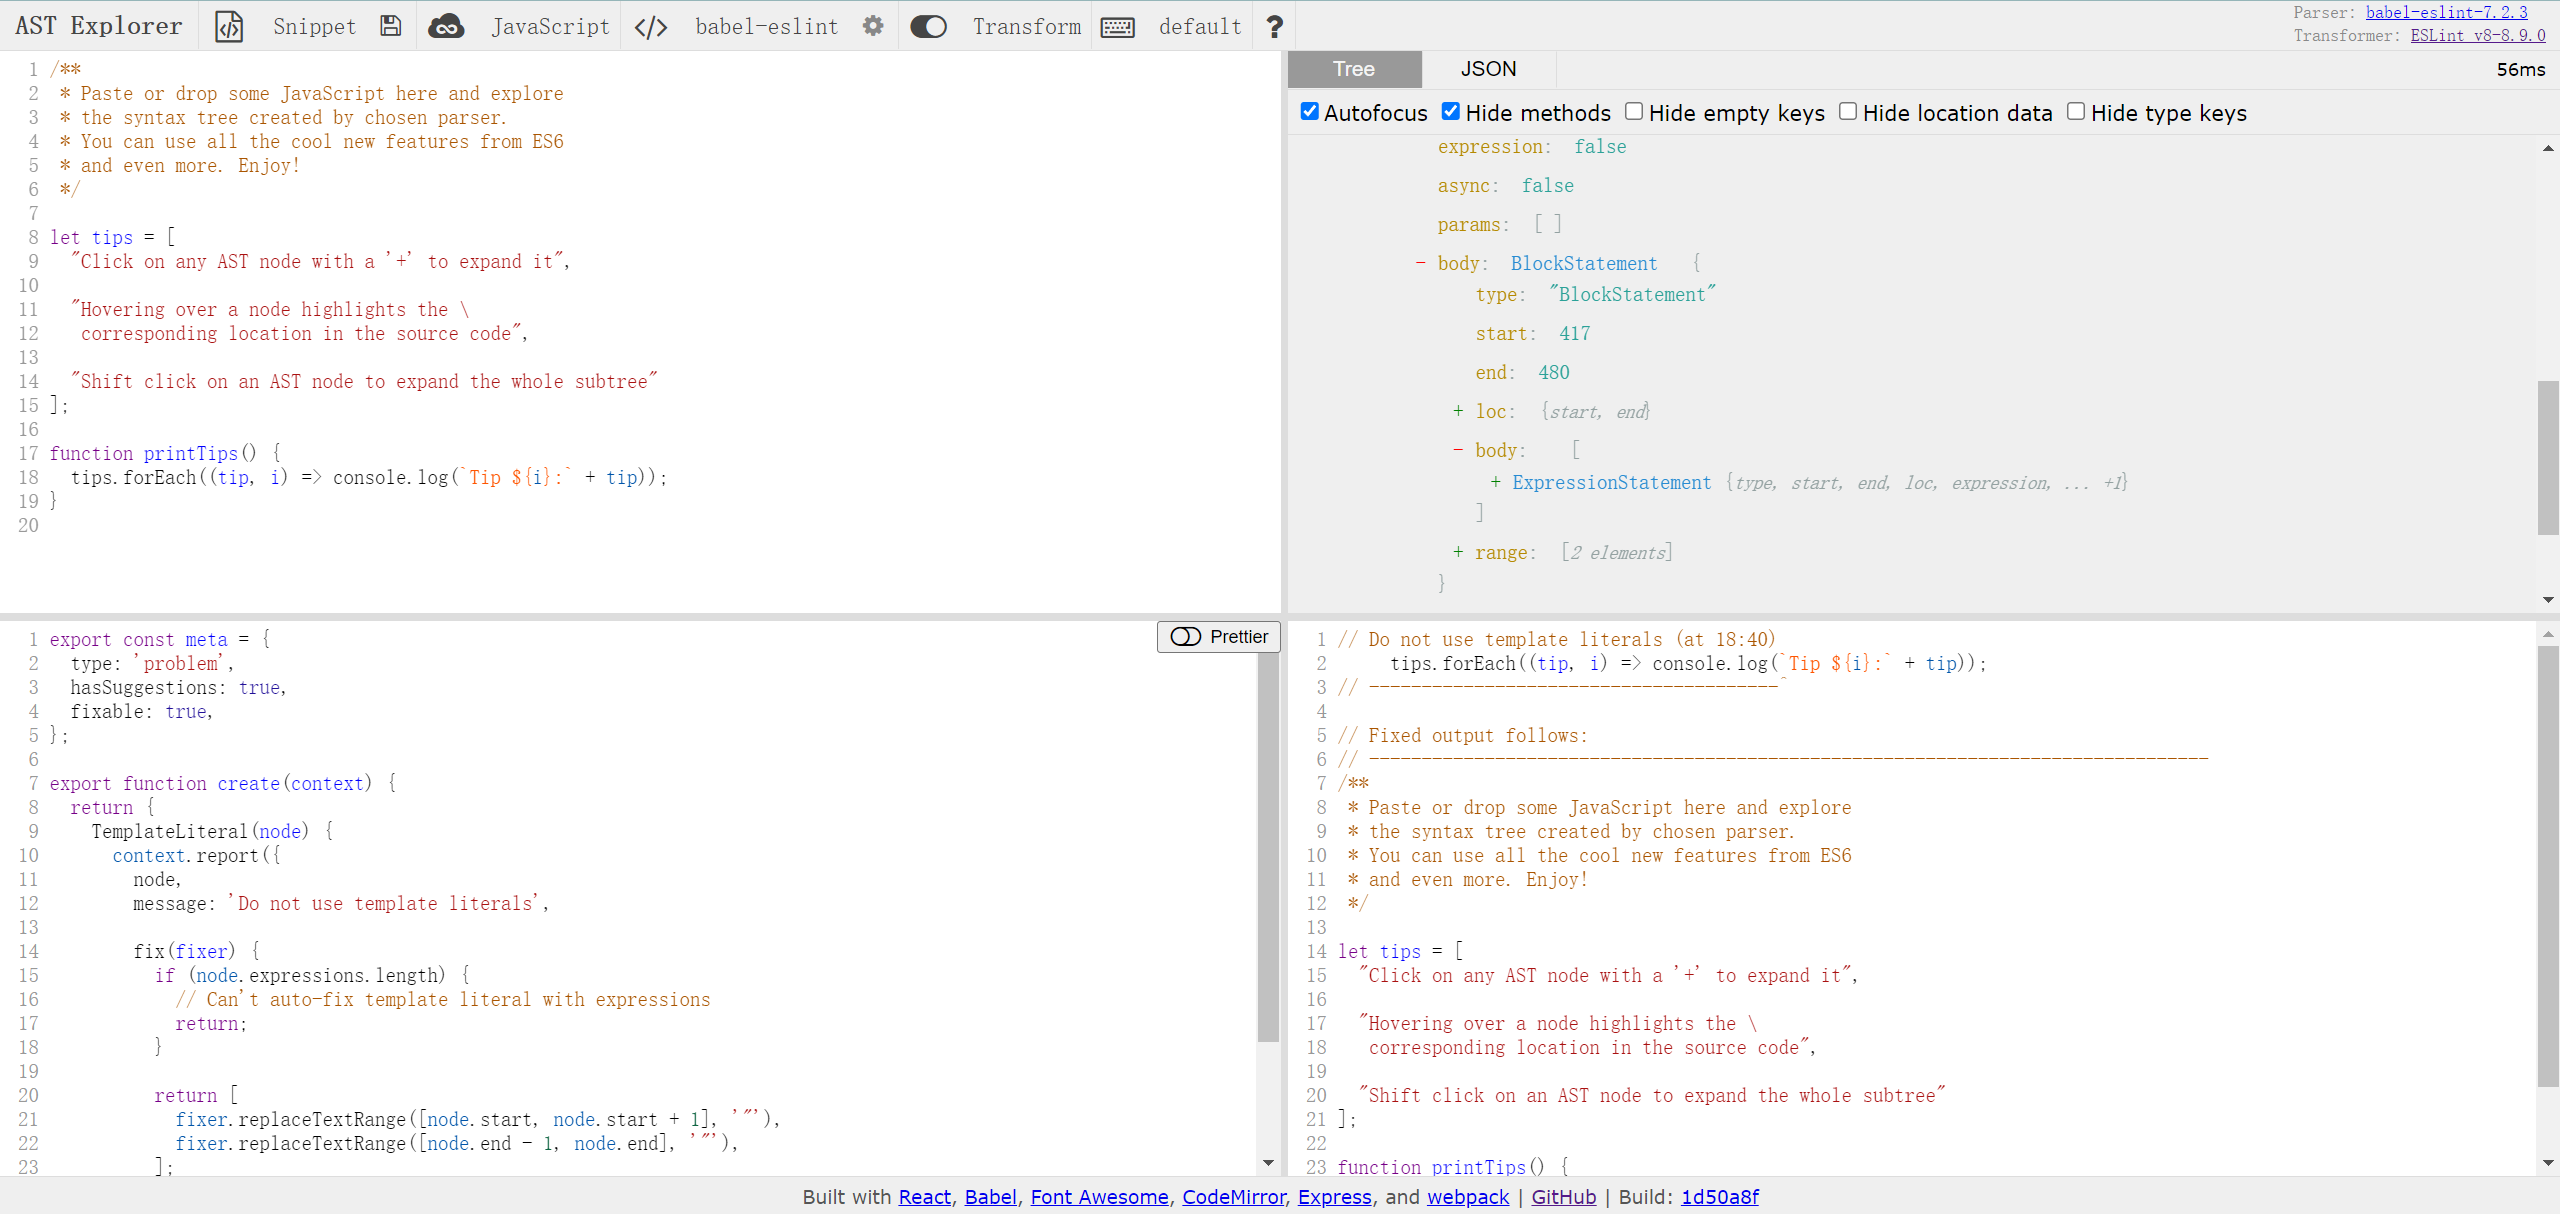 AST Explorer Snippet JavaScript babel-eslint Transform default ?
Parser: babel-eslint-7.2.3
Transformer: ESLint v8-8.9.0
1 /**
2  * Paste or drop some JavaScript here and explore
3  * the syntax tree created by chosen parser.
4  * You can use all the cool new features from ES6
5  * and even more. Enjoy!
6  */
7
8 let tips = [
9   "Click on any AST node with a '+' to expand it",
10
11   "Hovering over a node highlights the \
12    corresponding location in the source code",
13
14   "Shift click on an AST node to expand the whole subtree"
15 ];
16
17 function printTips() {
18   tips.forEach((tip, i) => console.log(`Tip ${i}:` + tip));
19 }
20
Tree JSON 56ms
Autofocus Hide methods Hide empty keys Hide location data Hide type keys
expression: false
async: false
params: [ ]
- body: BlockStatement {
type: "BlockStatement"
start: 417
end: 480
+ loc: {start, end}
- body: [
+ ExpressionStatement {type, start, end, loc, expression, ... +1}
]
+ range: [2 elements]
}
Prettier
1 export const meta = {
2   type: 'problem',
3   hasSuggestions: true,
4   fixable: true,
5 };
6
7 export function create(context) {
8   return {
9     TemplateLiteral(node) {
10       context.report({
11         node,
12         message: 'Do not use template literals',
13
14         fix(fixer) {
15           if (node.expressions.length) {
16             // Can't auto-fix template literal with expressions
17             return;
18           }
19
20           return [
21             fixer.replaceTextRange([node.start, node.start + 1], '"'),
22             fixer.replaceTextRange([node.end - 1, node.end], '"'),
23           ];
1 // Do not use template literals (at 18:40)
2      tips.forEach((tip, i) => console.log(`Tip ${i}:` + tip));
3 // ---------------------------------------^
4
5 // Fixed output follows:
6 // --------------------------------------------------------------------------------
7 /**
8  * Paste or drop some JavaScript here and explore
9  * the syntax tree created by chosen parser.
10  * You can use all the cool new features from ES6
11  * and even more. Enjoy!
12  */
13
14 let tips = [
15   "Click on any AST node with a '+' to expand it",
16
17   "Hovering over a node highlights the \
18    corresponding location in the source code",
19
20   "Shift click on an AST node to expand the whole subtree"
21 ];
22
23 function printTips() {
Built with React, Babel, Font Awesome, CodeMirror, Express, and webpack | GitHub | Build: 1d50a8f